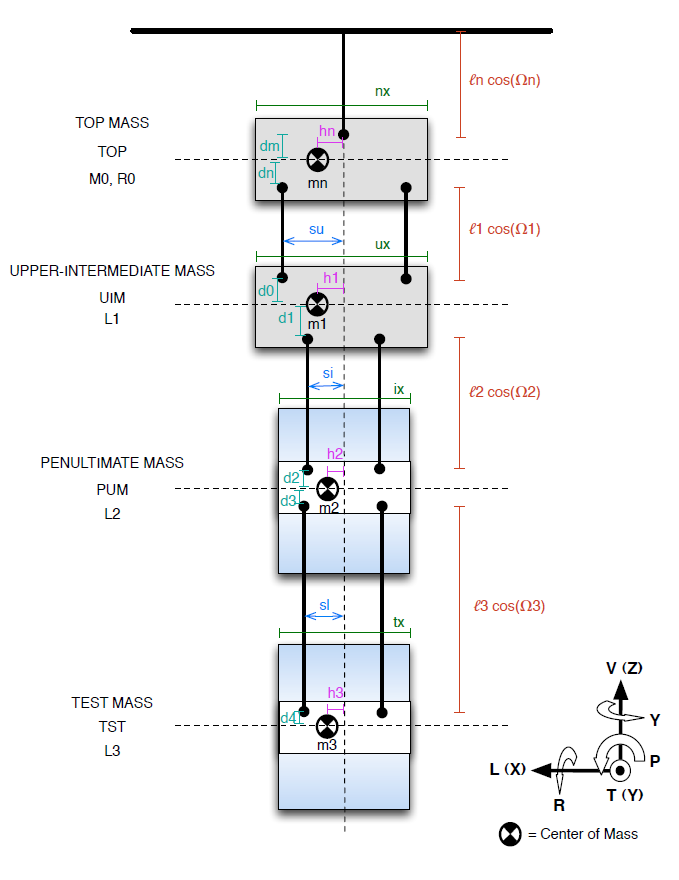 ℓn cos(Ωn)
nx
TOP MASS
TOP
M0, R0
hn
dm
dn
mn
su
ℓ1 cos(Ω1)
ux
UPPER-INTERMEDIATE MASS
UIM
L1
h1
d0
d1
m1
si
ℓ2 cos(Ω2)
ix
PENULTIMATE MASS
PUM
L2
h2
d2
d3
m2
sl
ℓ3 cos(Ω3)
tx
TEST MASS
TST
L3
h3
d4
m3
V (Z)
Y
P
L (X)
T (Y)
R
= Center of Mass